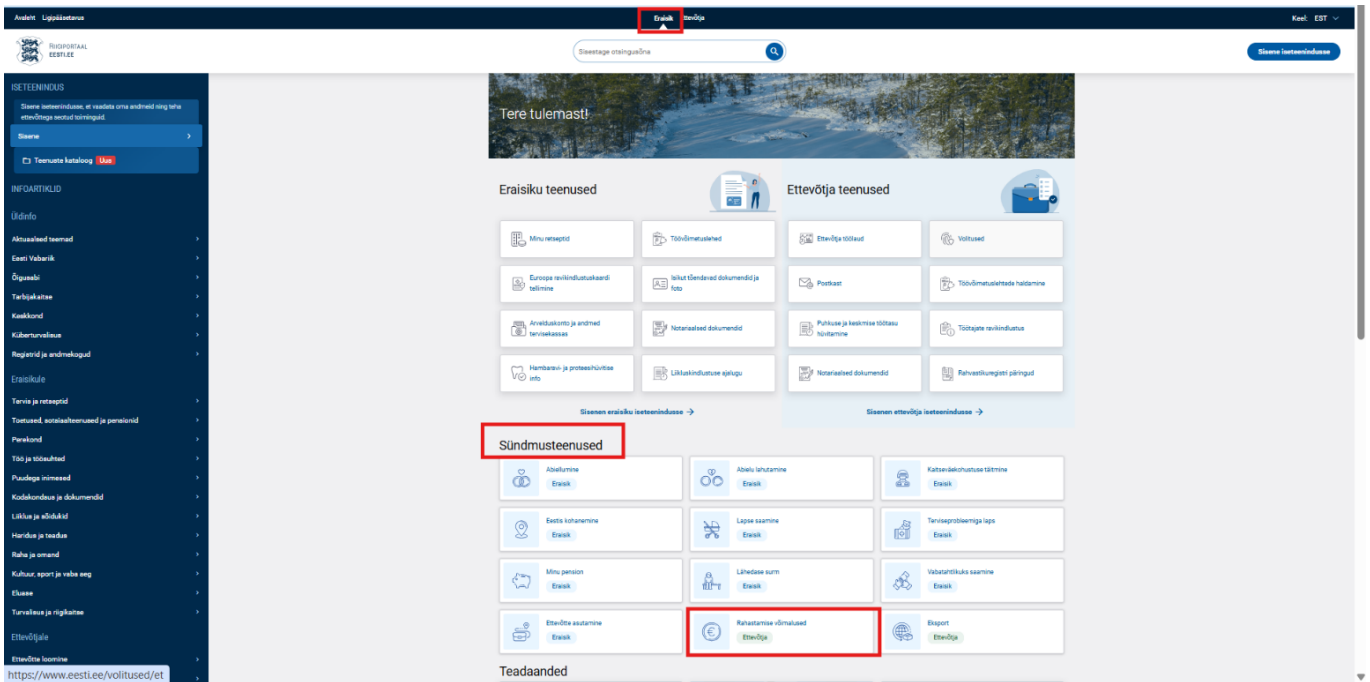 Avaleht Ligipääsetavus
Eraisik Ettevõtja
Keel: EST
RIIGIPORTAAL
EESTI.EE
Sisestage otsingusõna
Sisene iseteenindusse
ISETEENINDUS
Sisene iseteenindusse, et vaadata oma andmeid ning teha
ettevõttega seotud toiminguid.
Sisene
Teenuste kataloog Uus
INFOARTIKLID
Üldinfo
Aktuaalsed teemad
Eesti Vabariik
Õigusabi
Tarbijakaitse
Keskkond
Küberturvalisus
Registrid ja andmekogud
Eraisikule
Tervis ja retseptid
Toetused, sotsiaalteenused ja pensionid
Perekond
Töö ja töösuhted
Puudega inimesed
Kodakondsus ja dokumendid
Liiklus ja sõidukid
Haridus ja teadus
Raha ja omand
Kultuur, sport ja vaba aeg
Eluase
Turvalisus ja riigikaitse
Ettevõtjale
Ettevõtte loomine
https://www.eesti.ee/volitused/et
Tere tulemast!
Eraisiku teenused
Minu retseptid
Töövõimetuslehed
Euroopa ravikindlustuskaardi
tellimine
Isikut tõendavad dokumendid ja
foto
Arvelduskonto ja andmed
tervisekassas
Notariaalsed dokumendid
Hambaravi- ja proteesihüvitise
info
Liikluskindlustuse ajalugu
Sisenen eraisiku iseteenindusse
Ettevõtja teenused
Ettevõtja töölaud
Volitused
Postkast
Töövõimetuslehtede haldamine
Puhkuse ja keskmise töötasu
hüvitamine
Töötajate ravikindlustus
Notariaalsed dokumendid
Rahvastikuregistri päringud
Sisenen ettevõtja iseteenindusse
Sündmusteenused
Abiellumine
Eraisik
Abielu lahutamine
Eraisik
Kaitseväekohustuse täitmine
Eraisik
Eestis kohanemine
Eraisik
Lapse saamine
Eraisik
Terviseprobleemiga laps
Eraisik
Minu pension
Eraisik
Lähedase surm
Eraisik
Vabatahtlikuks saamine
Eraisik
Ettevõtte asutamine
Eraisik
Rahastamise võimalused
Ettevõtja
Eksport
Ettevõtja
Teadaanded